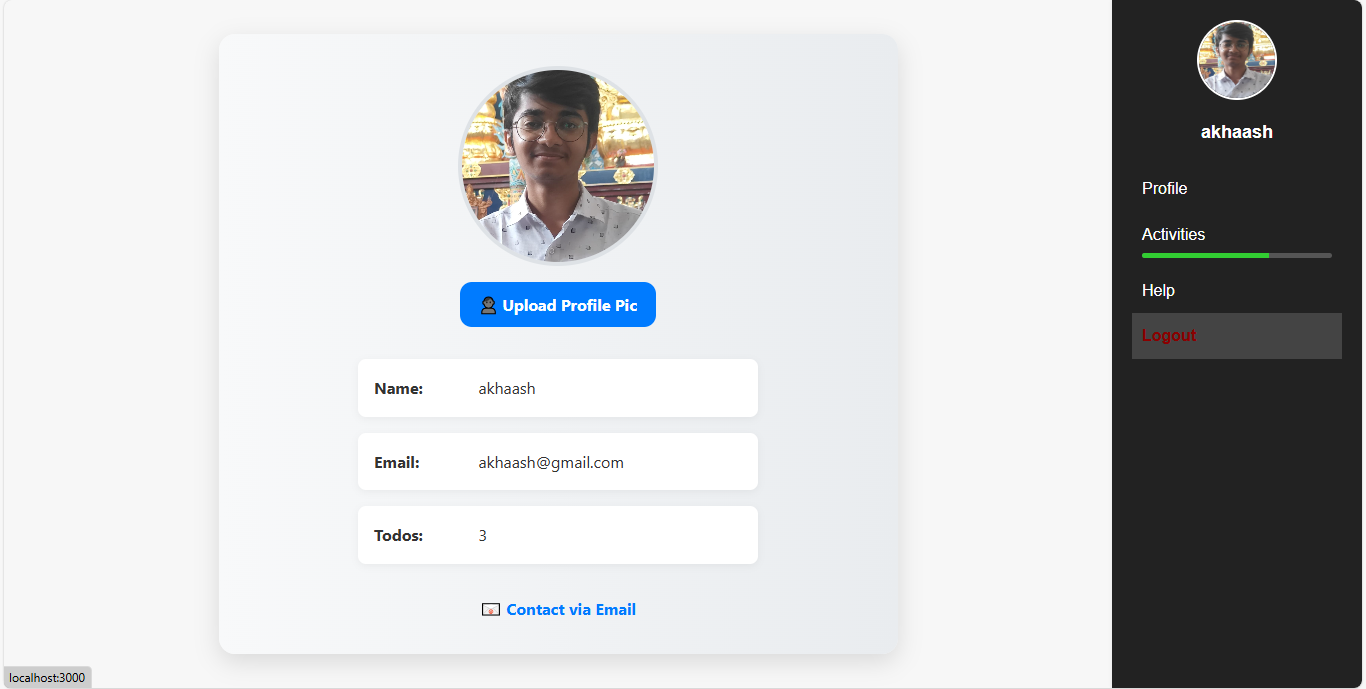 Upload Profile Pic
Name: akhaash
Email: akhaash@gmail.com
Todos: 3
Contact via Email
akhaash
Profile
Activities
Help
Logout
localhost:3000